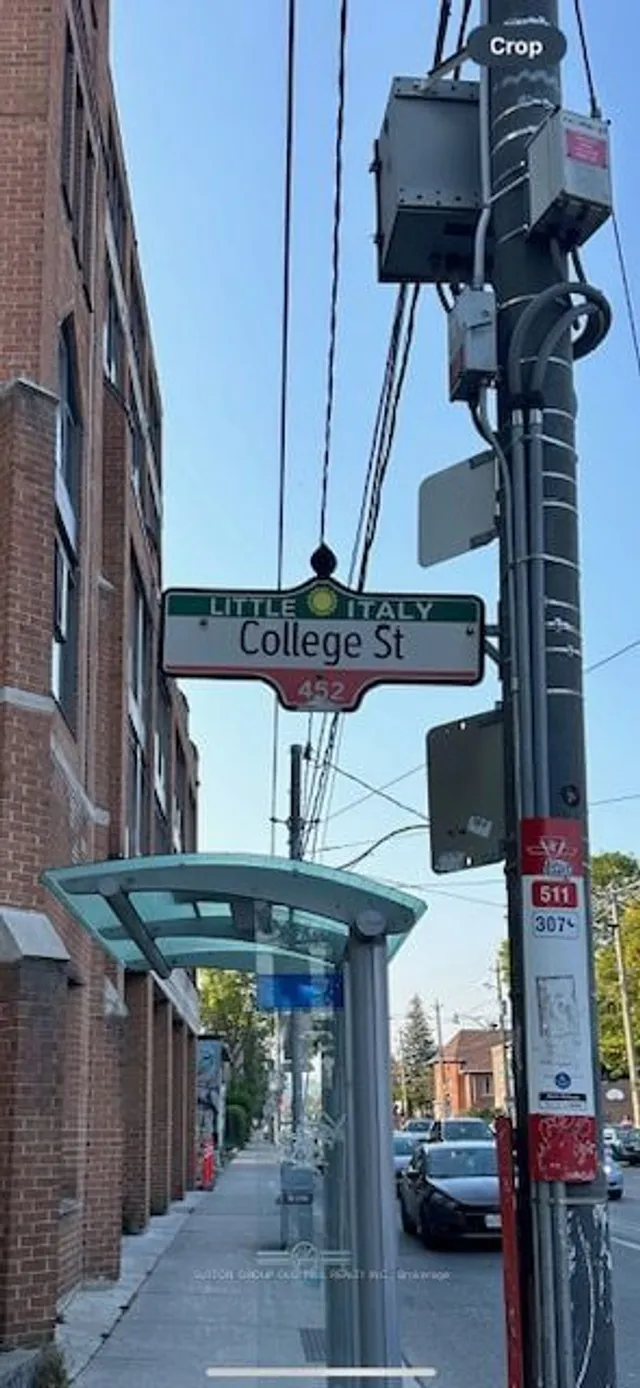 Crop
LITTLE ITALY
College St
452
511
307
SUTTON GROUP OLD MILL REALTY INC., Brokerage